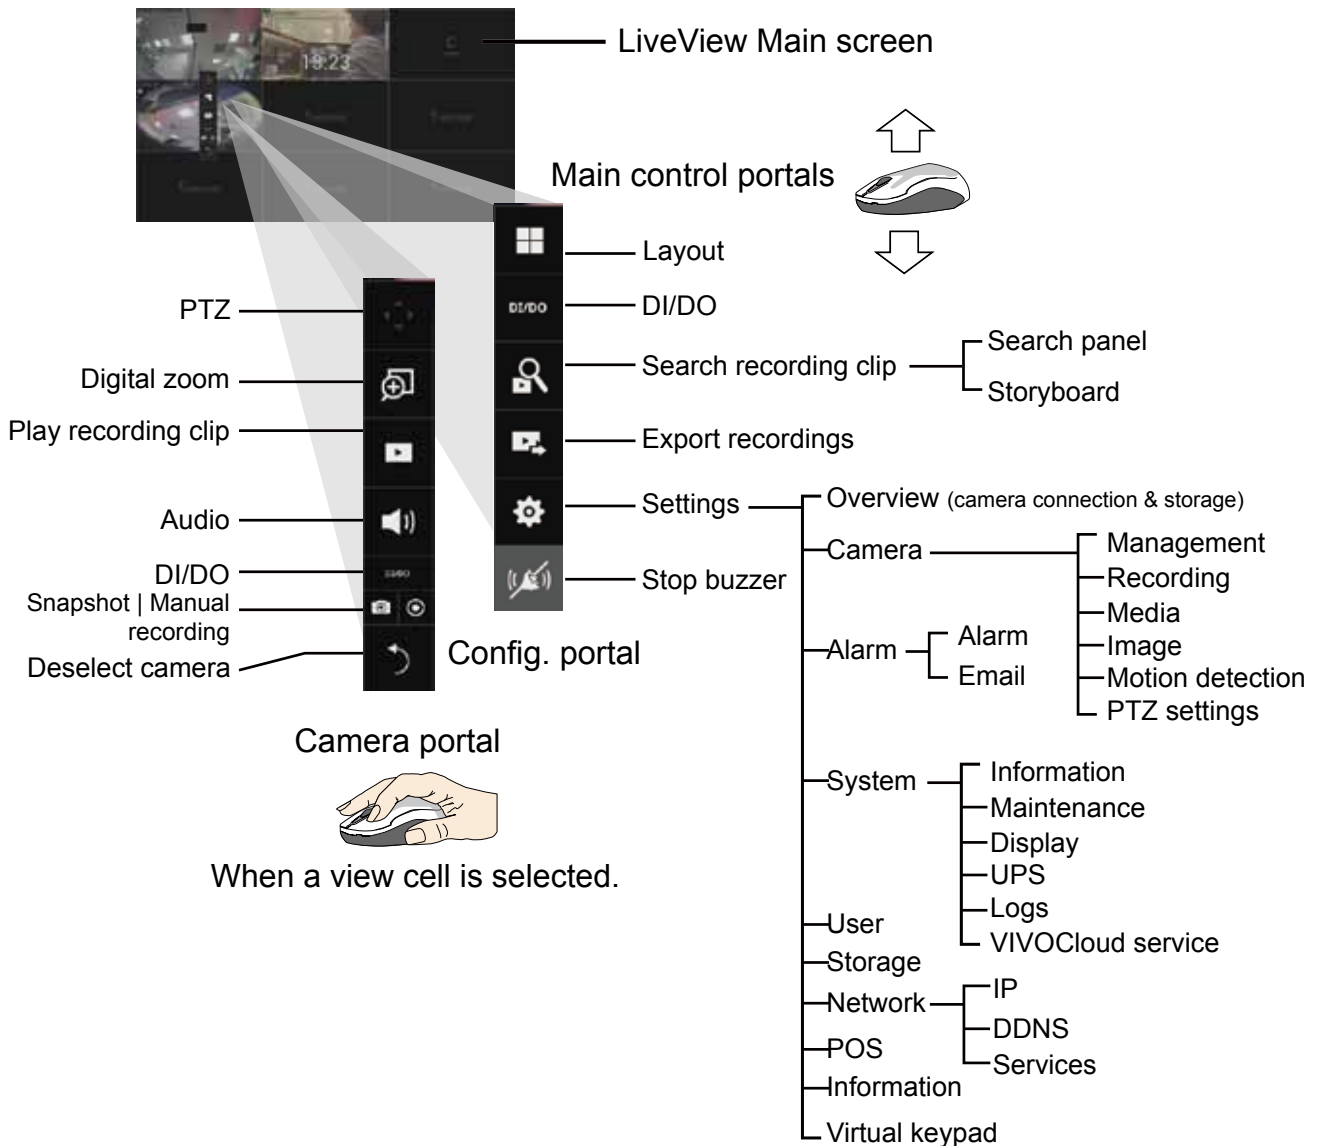 LiveView Main screen
19:23
Main control portals
Layout
DI/DO
DI/DO
Search recording clip
Search panel
Storyboard
Export recordings
Settings
Stop buzzer
Config. portal
PTZ
Digital zoom
Play recording clip
Audio
DI/DO
DI/DO
Snapshot | Manual
recording
Deselect camera
Camera portal
When a view cell is selected.
Overview (camera connection & storage)
Camera
Management
Recording
Media
Image
Motion detection
PTZ settings
Alarm
Alarm
Email
System
Information
Maintenance
Display
UPS
Logs
VIVOCloud service
User
Storage
Network
IP
DDNS
Services
POS
Information
Virtual keypad